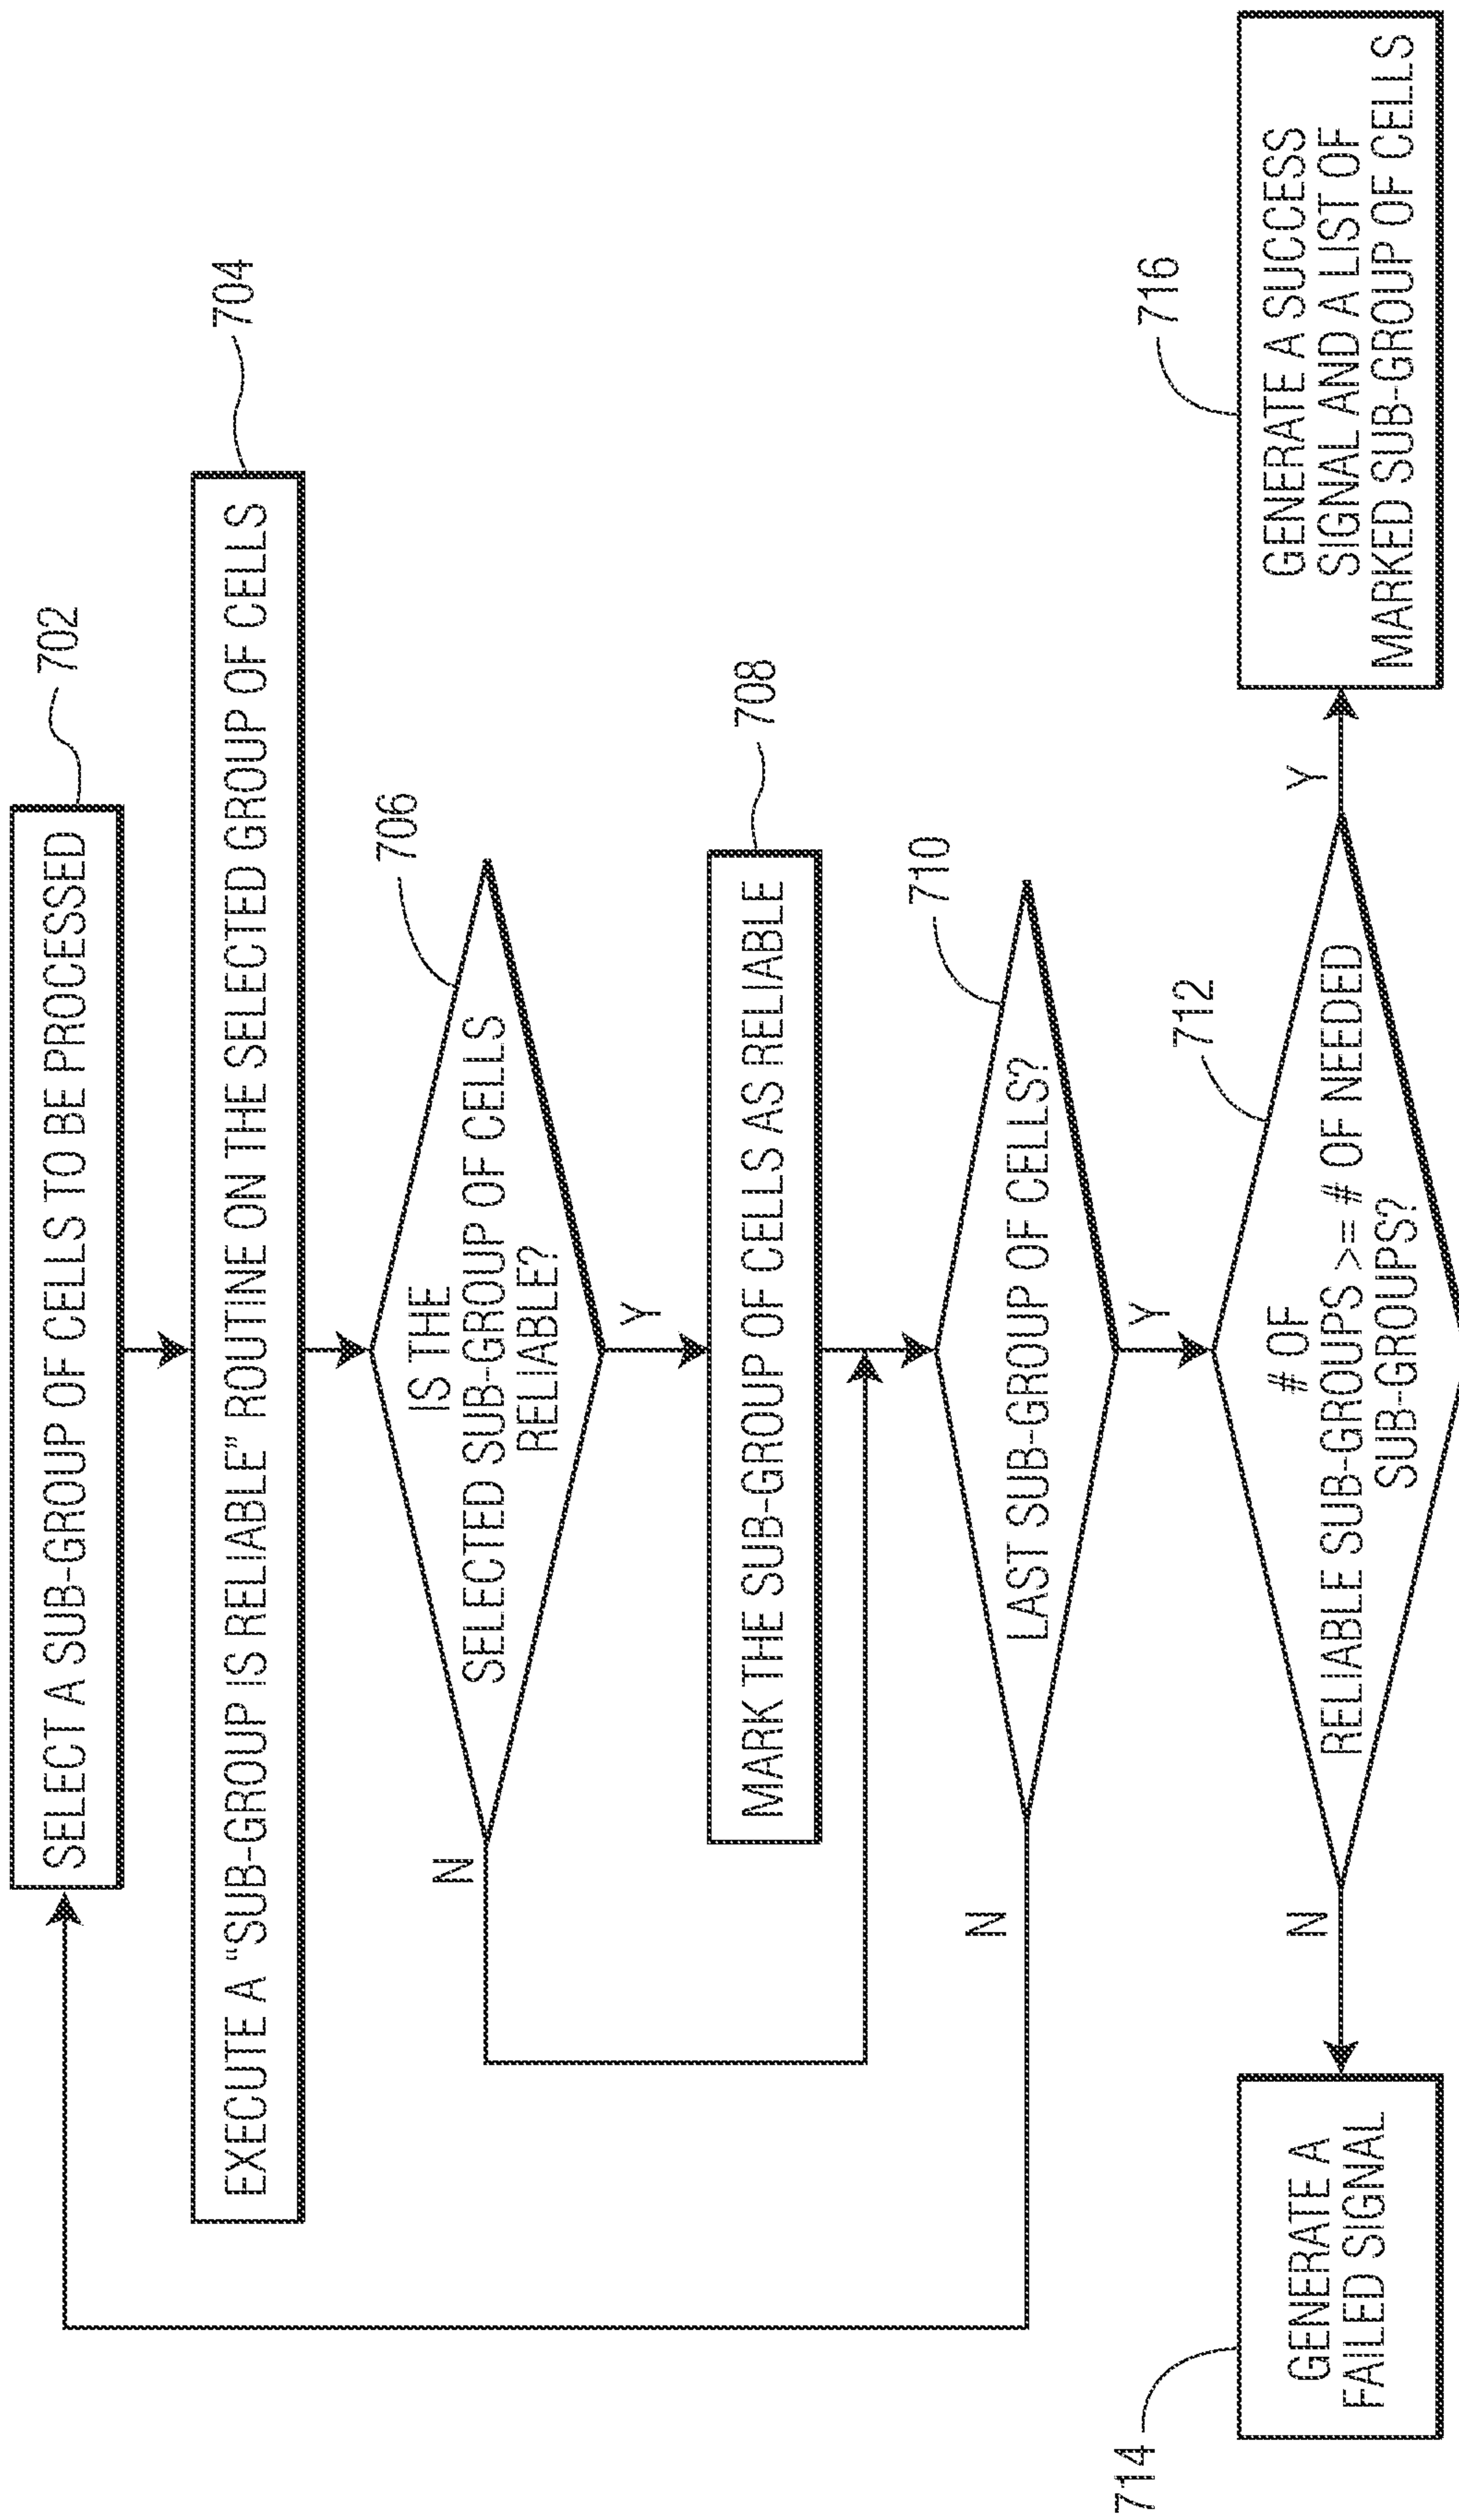 702
SELECT A SUB-GROUP OF CELLS TO BE PROCESSED
704
EXECUTE A "SUB-GROUP IS RELIABLE" ROUTINE ON THE SELECTED GROUP OF CELLS
706
IS THE
SELECTED SUB-GROUP OF CELLS
RELIABLE?
N
Y
708
MARK THE SUB-GROUP OF CELLS AS RELIABLE
710
LAST SUB-GROUP OF CELLS?
N
Y
712
# OF
RELIABLE SUB-GROUPS >= # OF NEEDED
SUB-GROUPS?
N
Y
714
GENERATE A
FAILED SIGNAL
716
GENERATE A SUCCESS
SIGNAL AND A LIST OF
MARKED SUB-GROUP OF CELLS